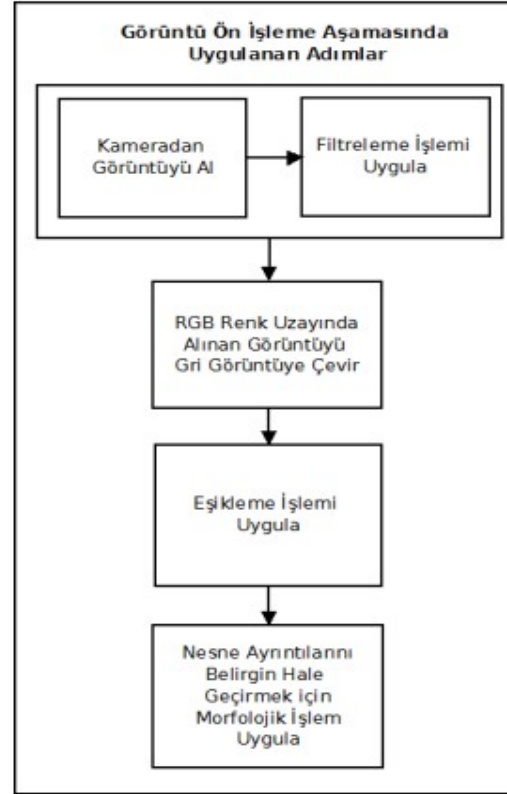 Görüntü Ön İşleme Aşamasında
Uygulanan Adımlar
Kameradan
Görüntüyü Al
Filtreleme İşlemi
Uygula
RGB Renk Uzayında
Alınan Görüntüyü
Gri Görüntüye Çevir
Eşikleme İşlemi
Uygula
Nesne Ayrıntılarını
Belirgin Hale
Geçirmek için
Morfolojik İşlem
Uygula